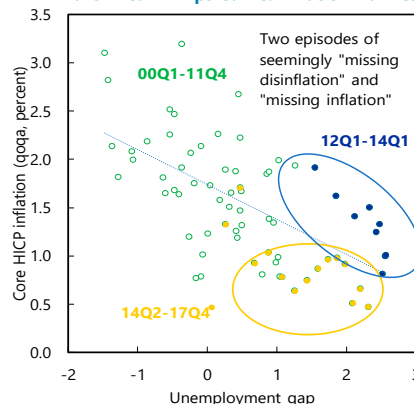 Two episodes of
seemingly "missing
disinflation" and
"missing inflation"
00Q1-11Q4
12Q1-14Q1
14Q2-17Q4
Core HICP inflation (qoqa, percent)
3.5
3.0
2.5
2.0
1.5
1.0
0.5
0.0
-2 -1 0 1 2 3
Unemployment gap